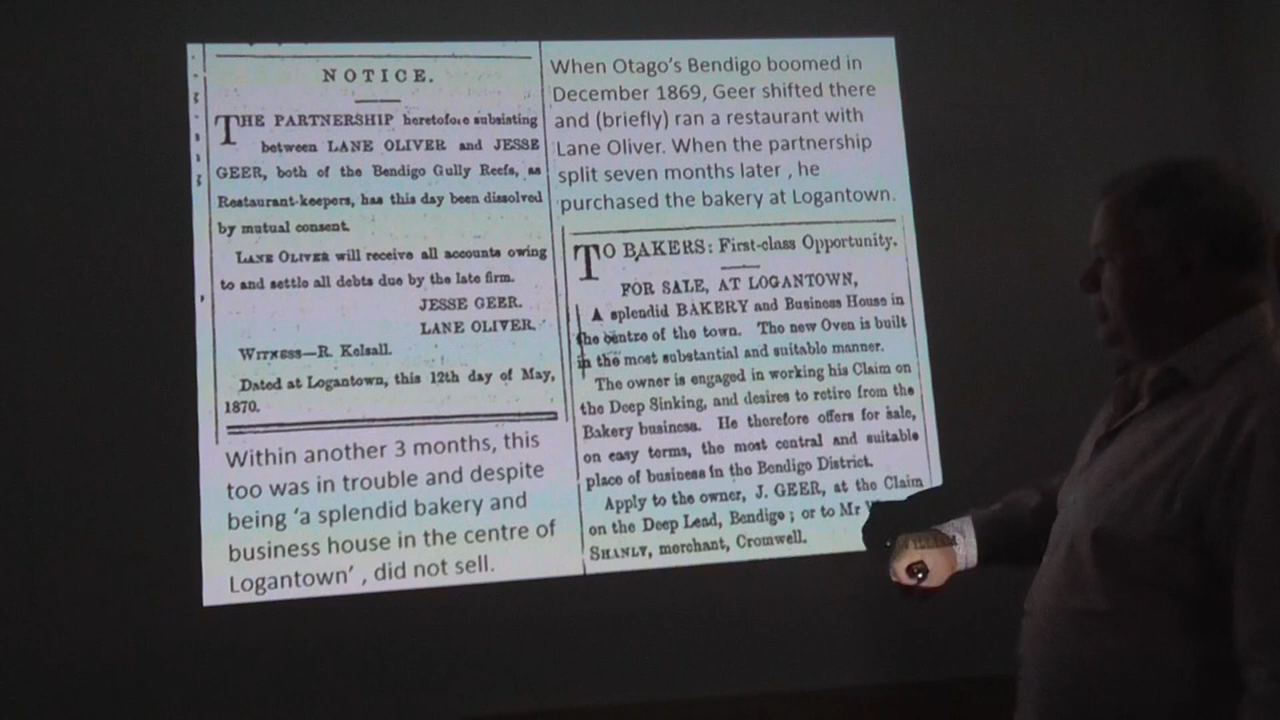 NOTICE.
THE PARTNERSHIP heretofore subsisting
between LANE OLIVER and JESSE
GEER, both of the Bendigo Gully Reefs, as
Restaurant-keepers, has this day been dissolved
by mutual consent.
LANE OLIVER will receive all accounts owing
to and settle all debts due by the late firm.
JESSE GEER.
LANE OLIVER.
WITNESS—R. Kelsall.
Dated at Logantown, this 12th day of May,
1870.
Within another 3 months, this
too was in trouble and despite
being ‘a splendid bakery and
business house in the centre of
Logantown’ , did not sell.
When Otago’s Bendigo boomed in
December 1869, Geer shifted there
and (briefly) ran a restaurant with
Lane Oliver. When the partnership
split seven months later , he
purchased the bakery at Logantown.
TO BAKERS: First-class Opportunity.
FOR SALE, AT LOGANTOWN,
A splendid BAKERY and Business House in
the centre of the town. The new Oven is built
in the most substantial and suitable manner.
The owner is engaged in working his Claim on
the Deep Sinking, and desires to retire from the
Bakery business. He therefore offers for sale,
on easy terms, the most central and suitable
place of business in the Bendigo District.
Apply to the owner, J. GEER, at the Claim
on the Deep Lead, Bendigo ; or to Mr
SHANLY, merchant, Cromwell.